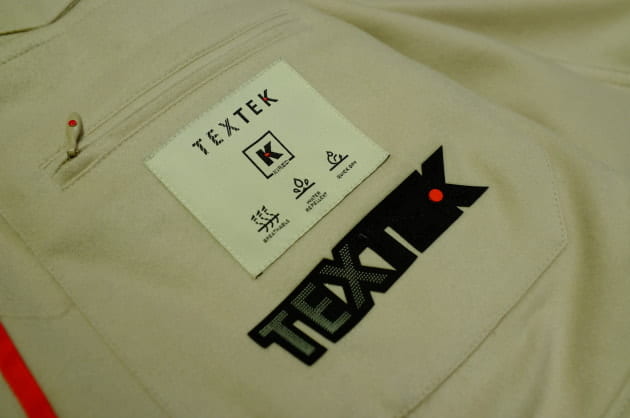 TEXTEK
K
BREATHABLE
WATER
REPELLENT
QUICK DRY
TEXTEK